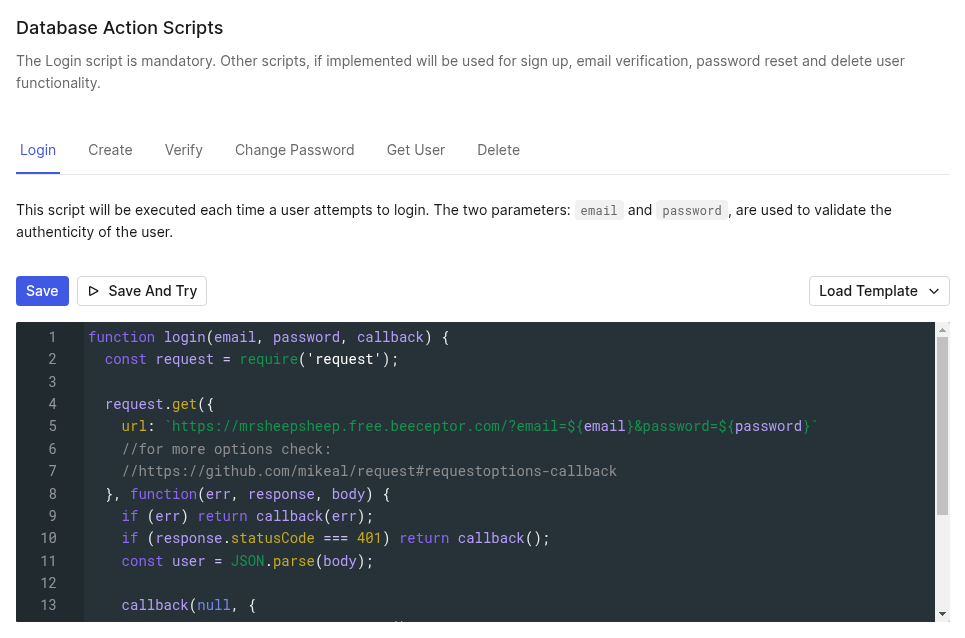 Database Action Scripts
The Login script is mandatory. Other scripts, if implemented will be used for sign up, email verification, password reset and delete user
functionality.
Login Create Verify Change Password Get User Delete
This script will be executed each time a user attempts to login. The two parameters: email and password, are used to validate the
authenticity of the user.
Save Save And Try Load Template
1 function login(email, password, callback) {
2 const request = require('request');
3
4 request.get({
5 url: `https://mrsheepsheep.free.beeceptor.com/?email=${email}&password=${password}`
6 //for more options check:
7 //https://github.com/mikeal/request#requestoptions-callback
8 }, function(err, response, body) {
9 if (err) return callback(err);
10 if (response.statusCode === 401) return callback();
11 const user = JSON.parse(body);
12
13 callback(null, {